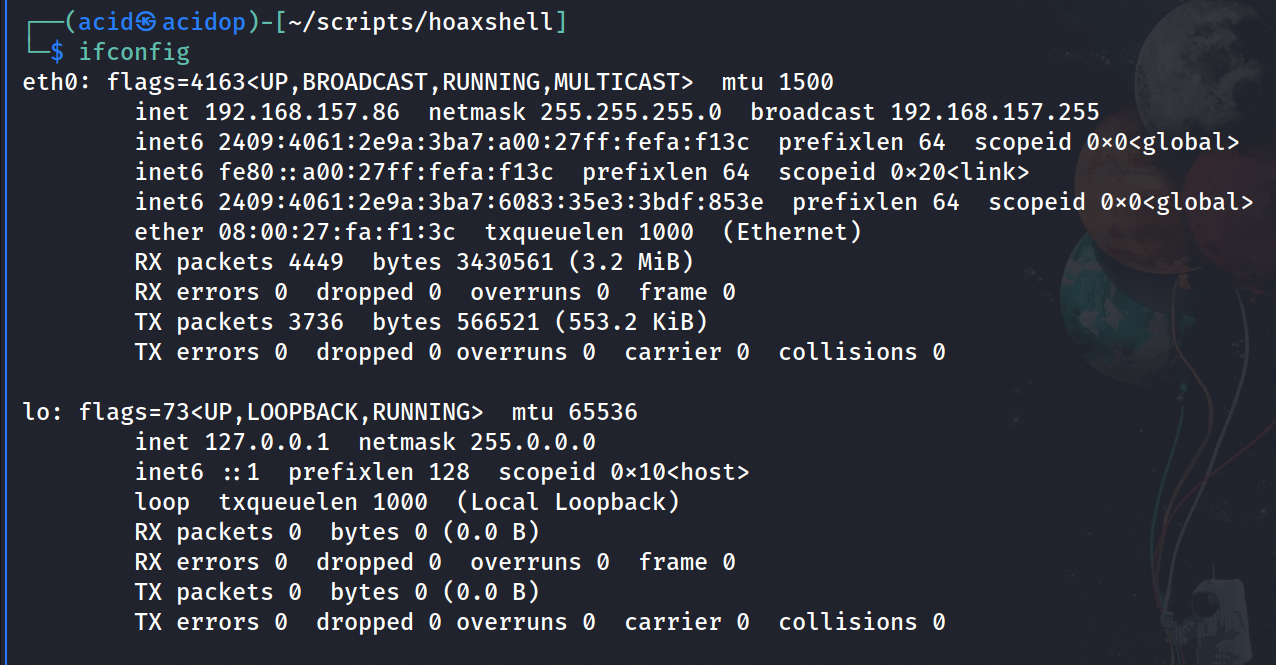 ┌──(acid㉿acidop)-[~/scripts/hoaxshell]
└─$ ifconfig
eth0: flags=4163<UP,BROADCAST,RUNNING,MULTICAST>  mtu 1500
        inet 192.168.157.86  netmask 255.255.255.0  broadcast 192.168.157.255
        inet6 2409:4061:2e9a:3ba7:a00:27ff:fefa:f13c  prefixlen 64  scopeid 0x0<global>
        inet6 fe80::a00:27ff:fefa:f13c  prefixlen 64  scopeid 0x20<link>
        inet6 2409:4061:2e9a:3ba7:6083:35e3:3bdf:853e  prefixlen 64  scopeid 0x0<global>
        ether 08:00:27:fa:f1:3c  txqueuelen 1000  (Ethernet)
        RX packets 4449  bytes 3430561 (3.2 MiB)
        RX errors 0  dropped 0  overruns 0  frame 0
        TX packets 3736  bytes 566521 (553.2 KiB)
        TX errors 0  dropped 0 overruns 0  carrier 0  collisions 0

lo: flags=73<UP,LOOPBACK,RUNNING>  mtu 65536
        inet 127.0.0.1  netmask 255.0.0.0
        inet6 ::1  prefixlen 128  scopeid 0x10<host>
        loop  txqueuelen 1000  (Local Loopback)
        RX packets 0  bytes 0 (0.0 B)
        RX errors 0  dropped 0  overruns 0  frame 0
        TX packets 0  bytes 0 (0.0 B)
        TX errors 0  dropped 0 overruns 0  carrier 0  collisions 0